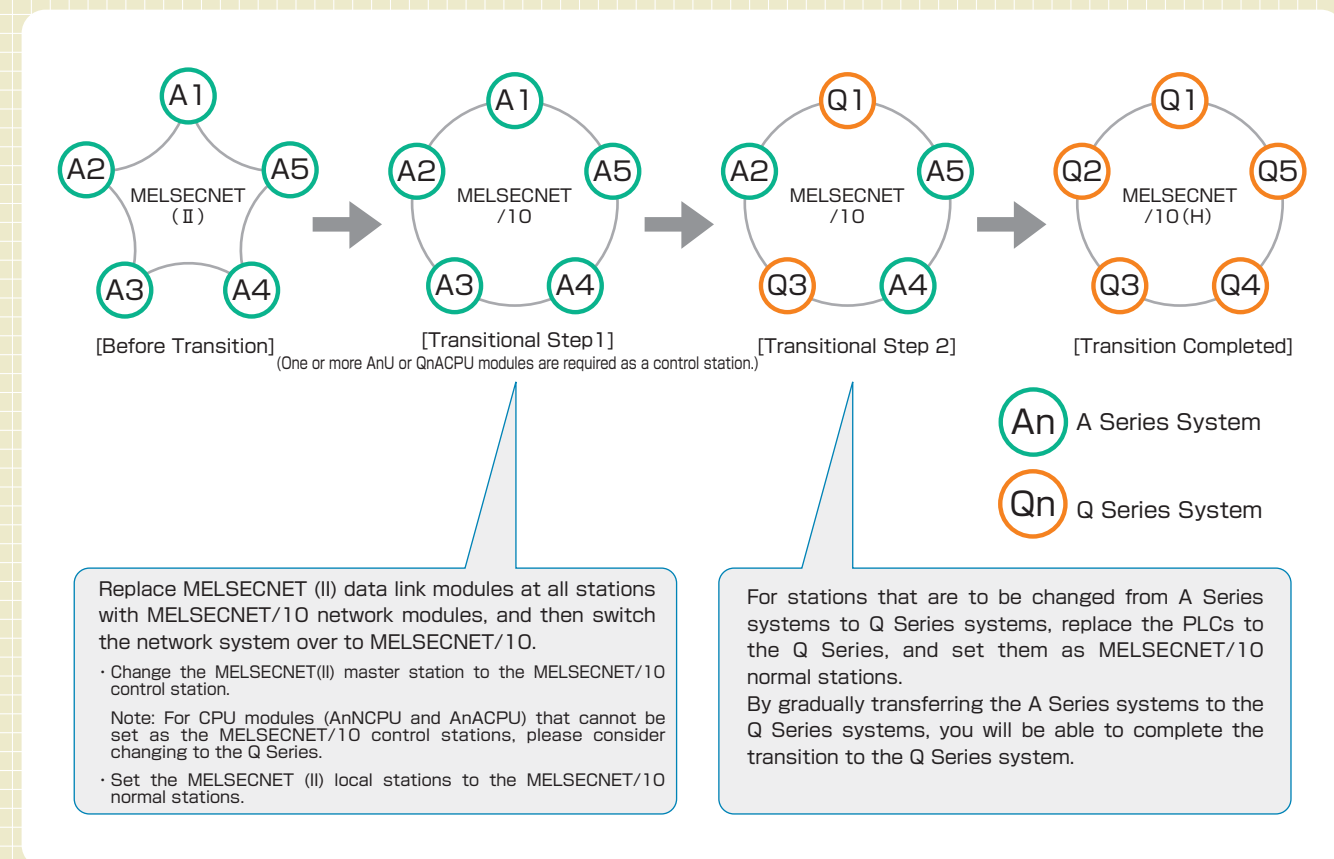 A1
A2
A5
MELSECNET
(Ⅱ)
A3
A4
[Before Transition]
A1
A2
A5
MELSECNET
/10
A3
A4
[Transitional Step1]
(One or more AnU or QnACPU modules are required as a control station.)
Q1
A2
A5
MELSECNET
/10
Q3
A4
[Transitional Step 2]
Q1
Q2
Q5
MELSECNET
/10(H)
Q3
Q4
[Transition Completed]
An A Series System
Qn Q Series System
Replace MELSECNET (II) data link modules at all stations
with MELSECNET/10 network modules, and then switch
the network system over to MELSECNET/10.
・Change the MELSECNET(II) master station to the MELSECNET/10
control station.
Note: For CPU modules (AnNCPU and AnACPU) that cannot be
set as the MELSECNET/10 control stations, please consider
changing to the Q Series.
・Set the MELSECNET (II) local stations to the MELSECNET/10
normal stations.
For stations that are to be changed from A Series
systems to Q Series systems, replace the PLCs to
the Q Series, and set them as MELSECNET/10
normal stations.
By gradually transferring the A Series systems to the
Q Series systems, you will be able to complete the
transition to the Q Series system.